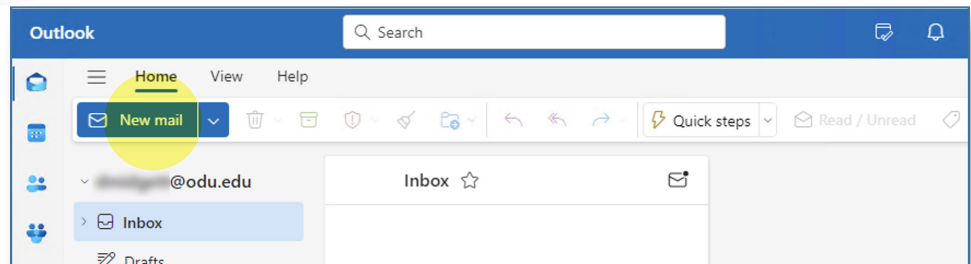 Outlook
Search
Home View Help
New mail
Quick steps
Read / Unread
@odu.edu
Inbox
Inbox
Drafts